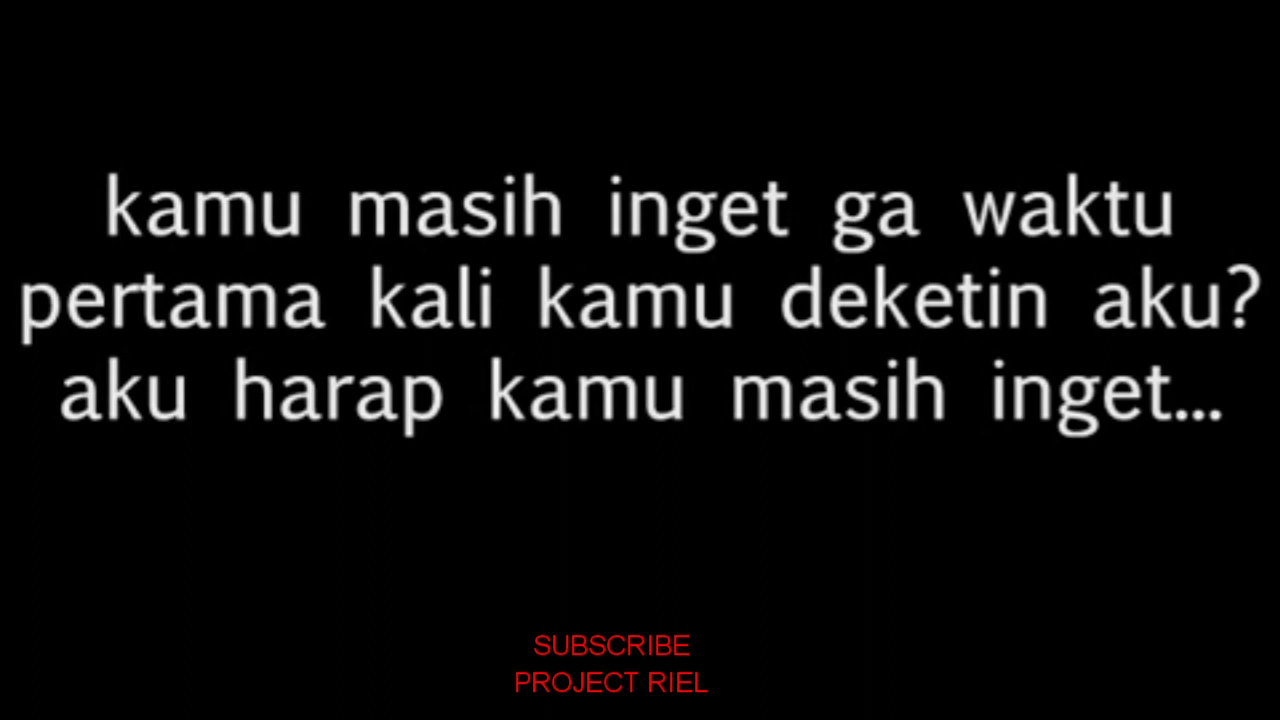 kamu masih inget ga waktu
pertama kali kamu deketin aku?
aku harap kamu masih inget...
SUBSCRIBE
PROJECT RIEL